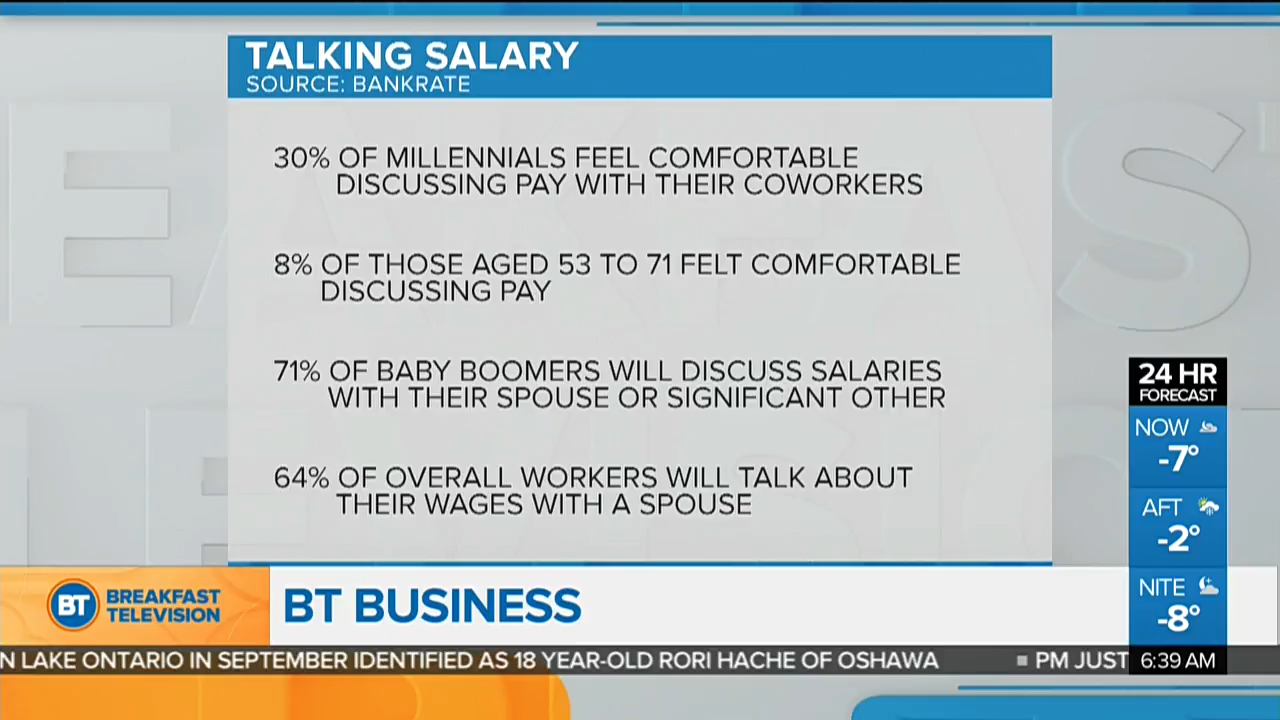 TALKING SALARY
SOURCE: BANKRATE
30% OF MILLENNIALS FEEL COMFORTABLE
DISCUSSING PAY WITH THEIR COWORKERS
8% OF THOSE AGED 53 TO 71 FELT COMFORTABLE
DISCUSSING PAY
71% OF BABY BOOMERS WILL DISCUSS SALARIES
WITH THEIR SPOUSE OR SIGNIFICANT OTHER
64% OF OVERALL WORKERS WILL TALK ABOUT
THEIR WAGES WITH A SPOUSE
24 HR
FORECAST
NOW
-7°
AFT
-2°
NITE
-8°
BT
BREAKFAST
TELEVISION
BT BUSINESS
N LAKE ONTARIO IN SEPTEMBER IDENTIFIED AS 18 YEAR-OLD RORI HACHE OF OSHAWA ■ PM JUST
6:39 AM